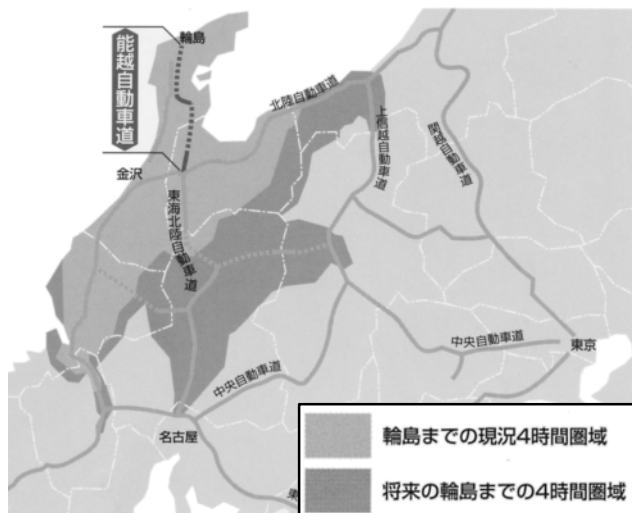 輪島
能越自動車道
北陸自動車道
上信越自動車道
関越自動車道
金沢
東海北陸自動車道
中央自動車道
東京
中央自動車道
名古屋
輪島までの現況4時間圏域
将来の輪島までの4時間圏域
東